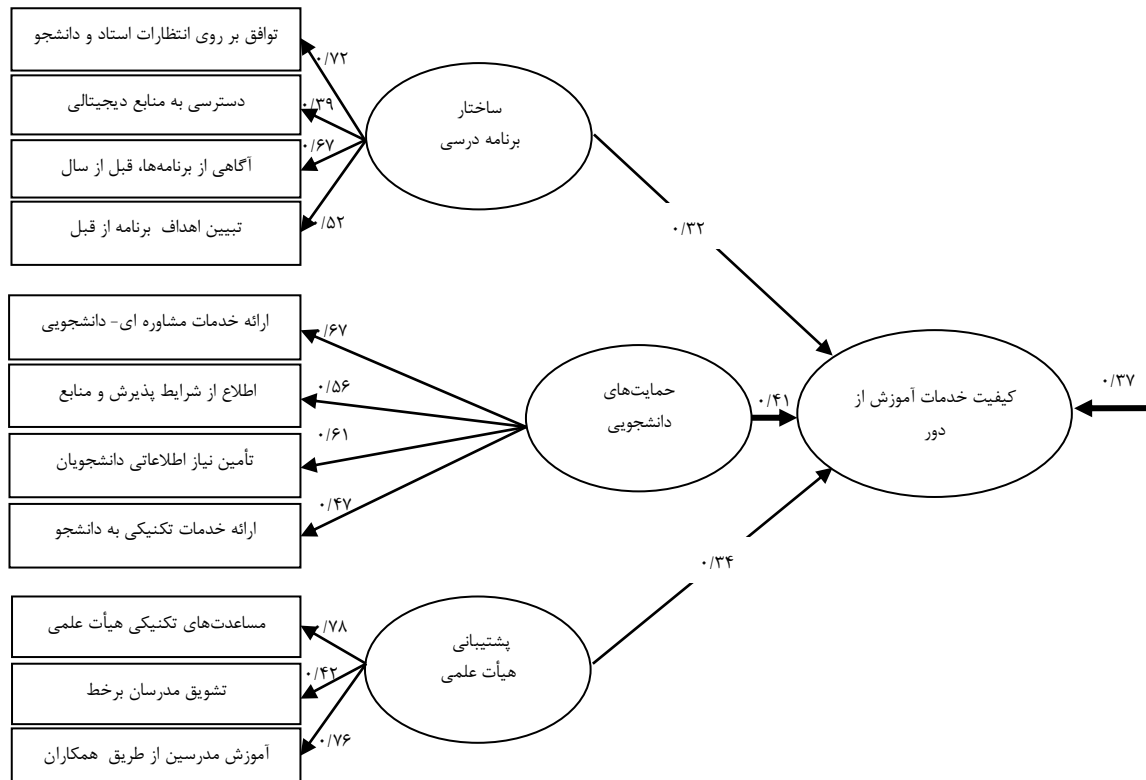 توافق بر روی انتظارات استاد و دانشجو
۰/۷۲
دسترسی به منابع دیجیتالی
۰/۳۹
آگاهی از برنامه‌ها، قبل از سال
۰/۶۷
تبیین اهداف برنامه از قبل
۰/۵۲
ساختار
برنامه درسی
۰/۳۲
ارائه خدمات مشاوره ای- دانشجویی
۰/۶۷
اطلاع از شرایط پذیرش و منابع
۰/۵۶
تأمین نیاز اطلاعاتی دانشجویان
۰/۶۱
ارائه خدمات تکنیکی به دانشجو
۰/۴۷
حمایت‌های
دانشجویی
۰/۴۱
کیفیت خدمات آموزش از
دور
۰/۳۷
۰/۳۴
مساعدت‌های تکنیکی هیأت علمی
۰/۷۸
تشویق مدرسان برخط
۰/۴۲
آموزش مدرسین از طریق همکاران
۰/۷۶
پشتیبانی
هیأت علمی